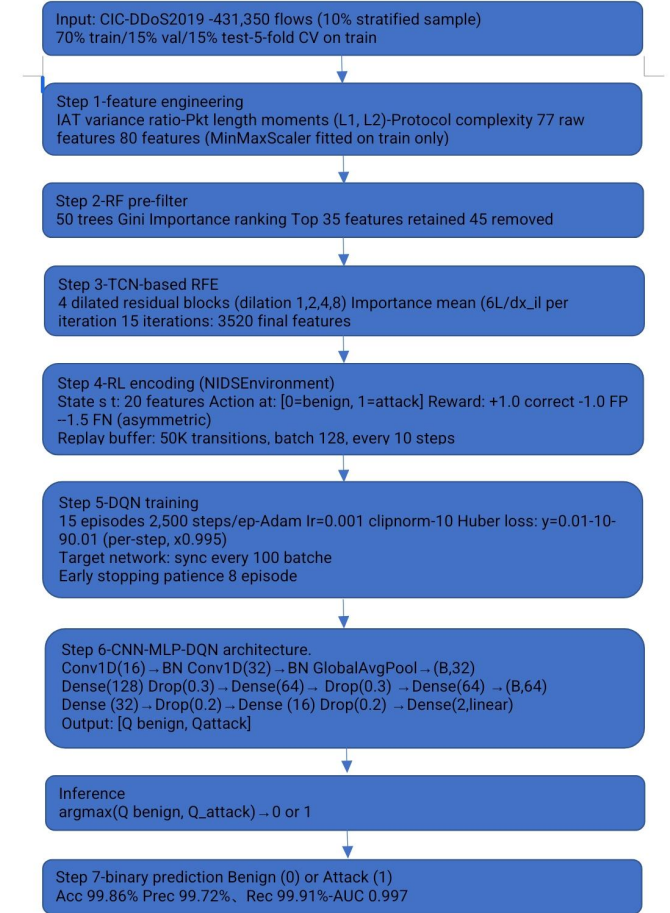 Input: CIC-DDoS2019 -431,350 flows (10% stratified sample)
70% train/15% val/15% test-5-fold CV on train
Step 1-feature engineering
IAT variance ratio-Pkt length moments (L1, L2)-Protocol complexity 77 raw
features 80 features (MinMaxScaler fitted on train only)
Step 2-RF pre-filter
50 trees Gini Importance ranking Top 35 features retained 45 removed
Step 3-TCN-based RFE
4 dilated residual blocks (dilation 1,2,4,8) Importance mean (6L/dx_il per
iteration 15 iterations: 3520 final features
Step 4-RL encoding (NIDSEnvironment)
State s t: 20 features Action at: [0=benign, 1=attack] Reward: +1.0 correct -1.0 FP
--1.5 FN (asymmetric)
Replay buffer: 50K transitions, batch 128, every 10 steps
Step 5-DQN training
15 episodes 2,500 steps/ep-Adam Ir=0.001 clipnorm-10 Huber loss: y=0.01-10-
90.01 (per-step, x0.995)
Target network: sync every 100 batche
Early stopping patience 8 episode
Step 6-CNN-MLP-DQN architecture.
Conv1D(16)→BN Conv1D(32)→BN GlobalAvgPool→(B,32)
Dense(128) Drop(0.3)→Dense(64)→ Drop(0.3) →Dense(64) →(B,64)
Dense (32)→Drop(0.2)→Dense (16) Drop(0.2) →Dense(2,linear)
Output: [Q benign, Qattack]
Inference
argmax(Q benign, Q_attack)→0 or 1
Step 7-binary prediction Benign (0) or Attack (1)
Acc 99.86% Prec 99.72%、Rec 99.91%-AUC 0.997